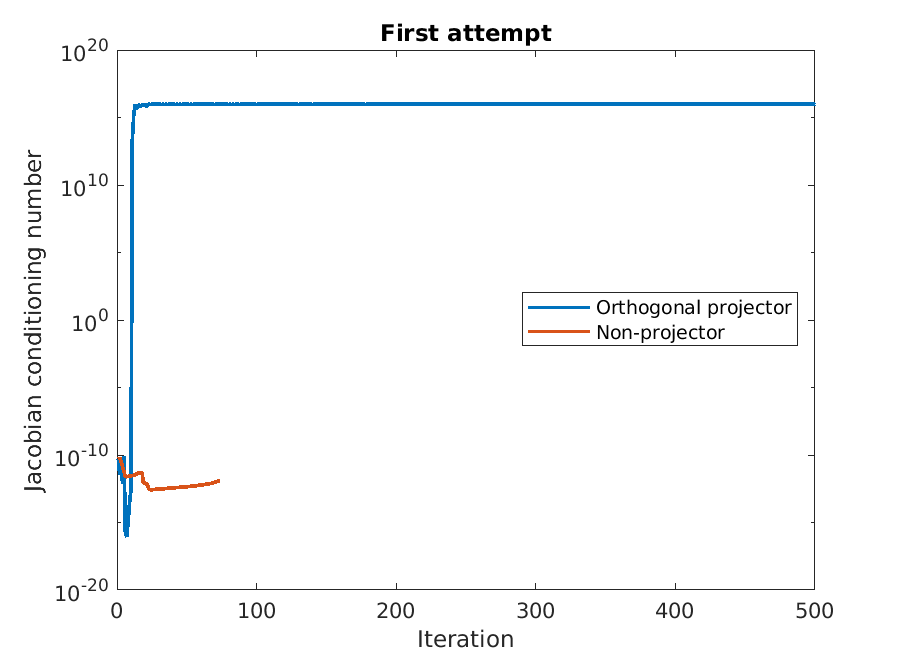 First attempt
Jacobian conditioning number
10^20
10^10
10^0
10^-10
10^-20
Orthogonal projector
Non-projector
0 100 200 300 400 500
Iteration